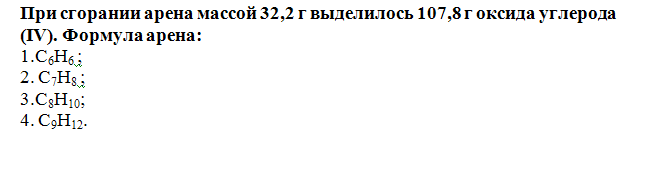 При сгорании арена массой 32,2 г выделилось 107,8 г оксида углерода
(IV). Формула арена:
1.C₆H₆;
2. C₇H₈;
3.C₈H₁₀;
4. C₉H₁₂.